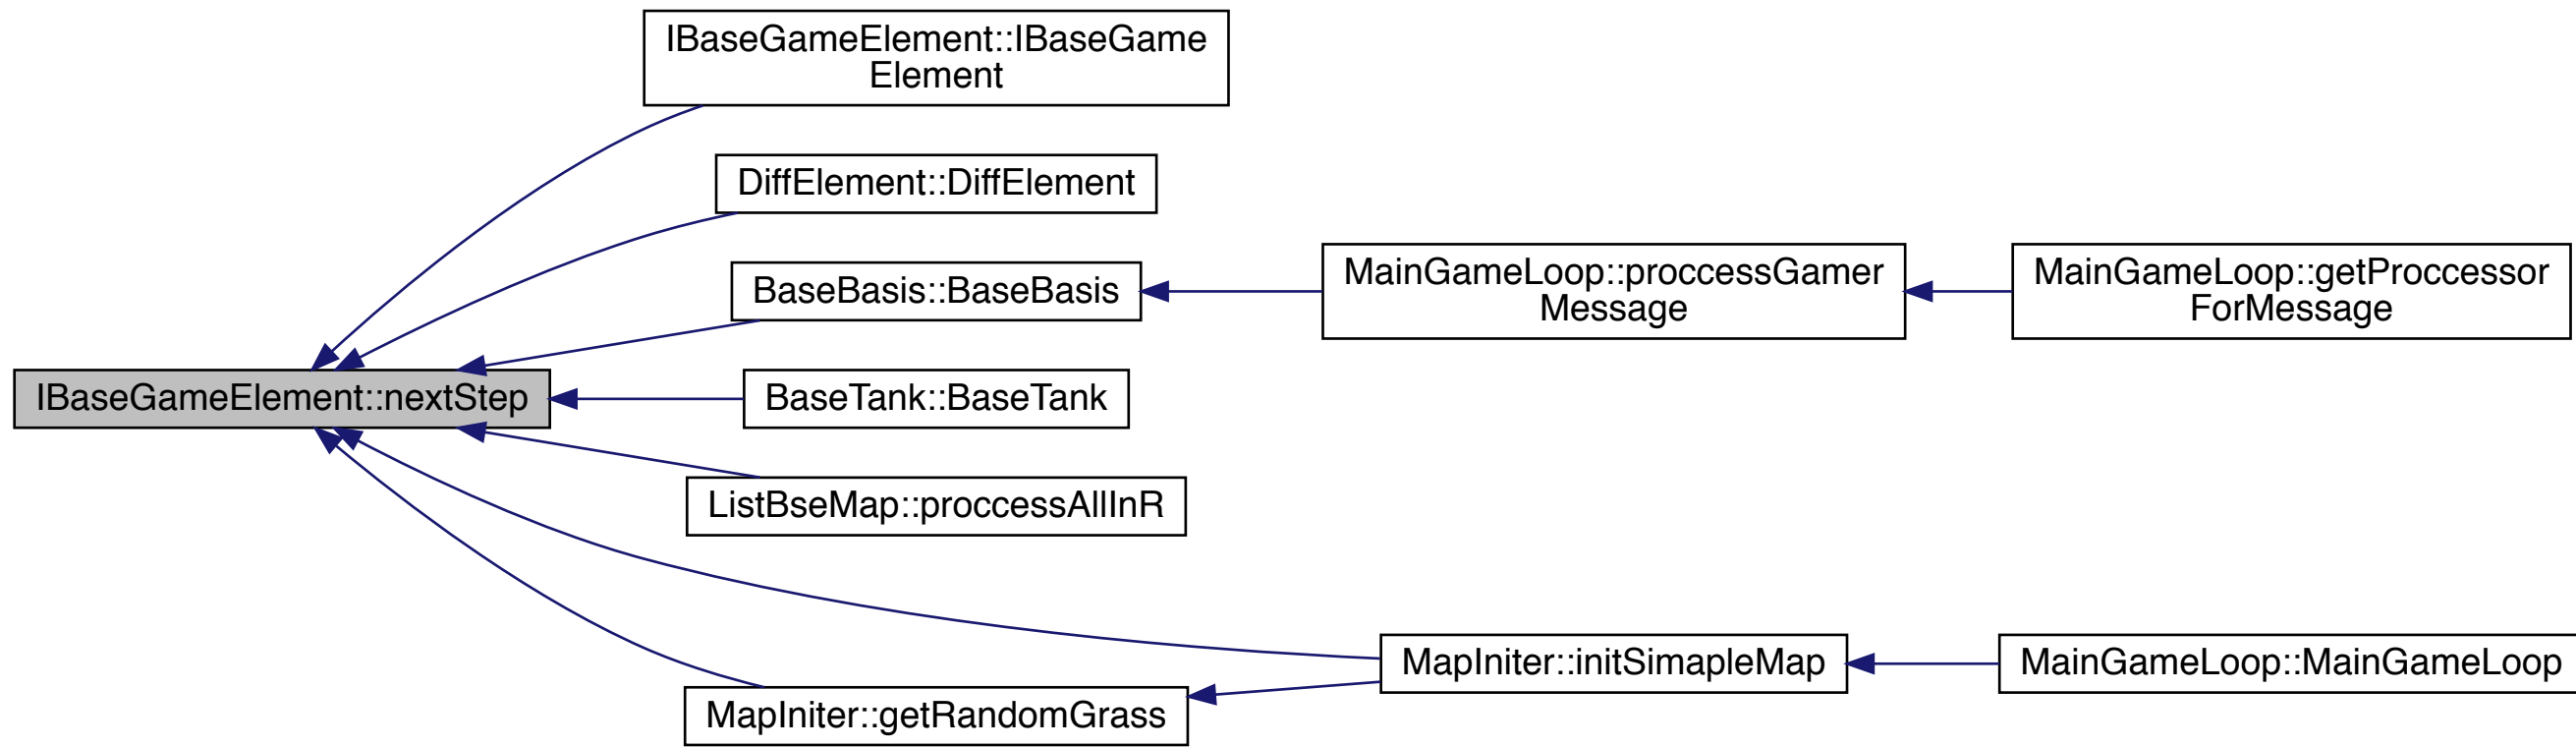 IBaseGameElement::IBaseGame
Element
DiffElement::DiffElement
BaseBasis::BaseBasis
MainGameLoop::proccessGamer
Message
MainGameLoop::getProccessor
ForMessage
IBaseGameElement::nextStep
BaseTank::BaseTank
ListBseMap::proccessAllInR
MapIniter::initSimapleMap
MainGameLoop::MainGameLoop
MapIniter::getRandomGrass